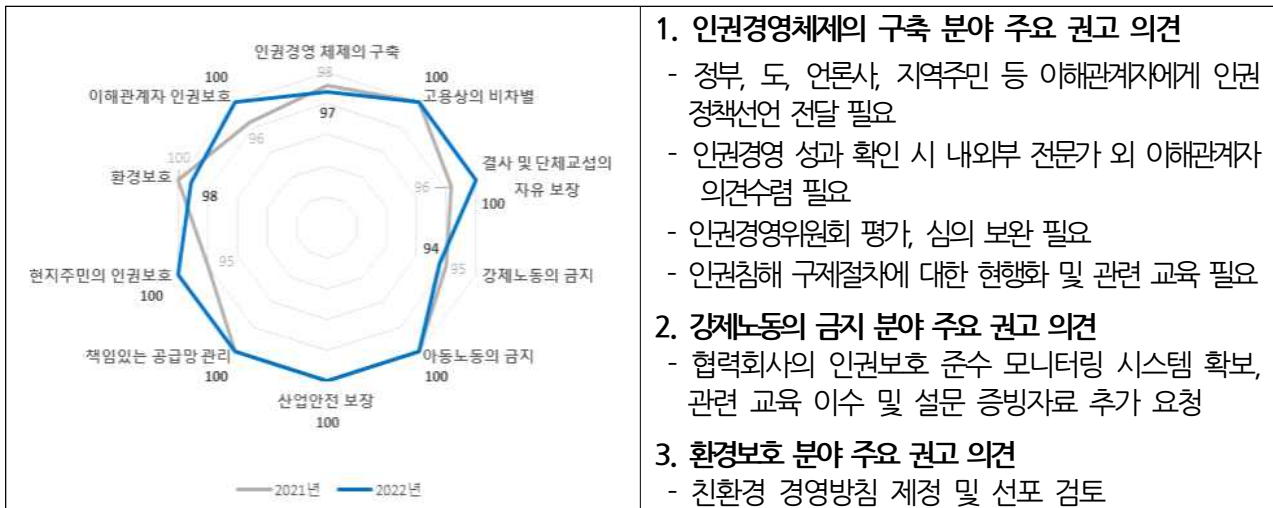 인권경영 체제의 구축
98
97
100
고용상의 비차별
결사 및 단체교섭의
자유 보장
96
100
94
95
강제노동의 금지
아동노동의 금지
100
산업안전 보장
100
책임있는 공급망 관리
100
현지주민의 인권보호
100
95
환경보호
100
98
100
이해관계자 인권보호
96
2021년 2022년
1. 인권경영체제의 구축 분야 주요 권고 의견
- 정부, 도, 언론사, 지역주민 등 이해관계자에게 인권
정책선언 전달 필요
- 인권경영 성과 확인 시 내외부 전문가 외 이해관계자
의견수렴 필요
- 인권경영위원회 평가, 심의 보완 필요
- 인권침해 구제절차에 대한 현행화 및 관련 교육 필요
2. 강제노동의 금지 분야 주요 권고 의견
- 협력회사의 인권보호 준수 모니터링 시스템 확보,
관련 교육 이수 및 설문 증빙자료 추가 요청
3. 환경보호 분야 주요 권고 의견
- 친환경 경영방침 제정 및 선포 검토